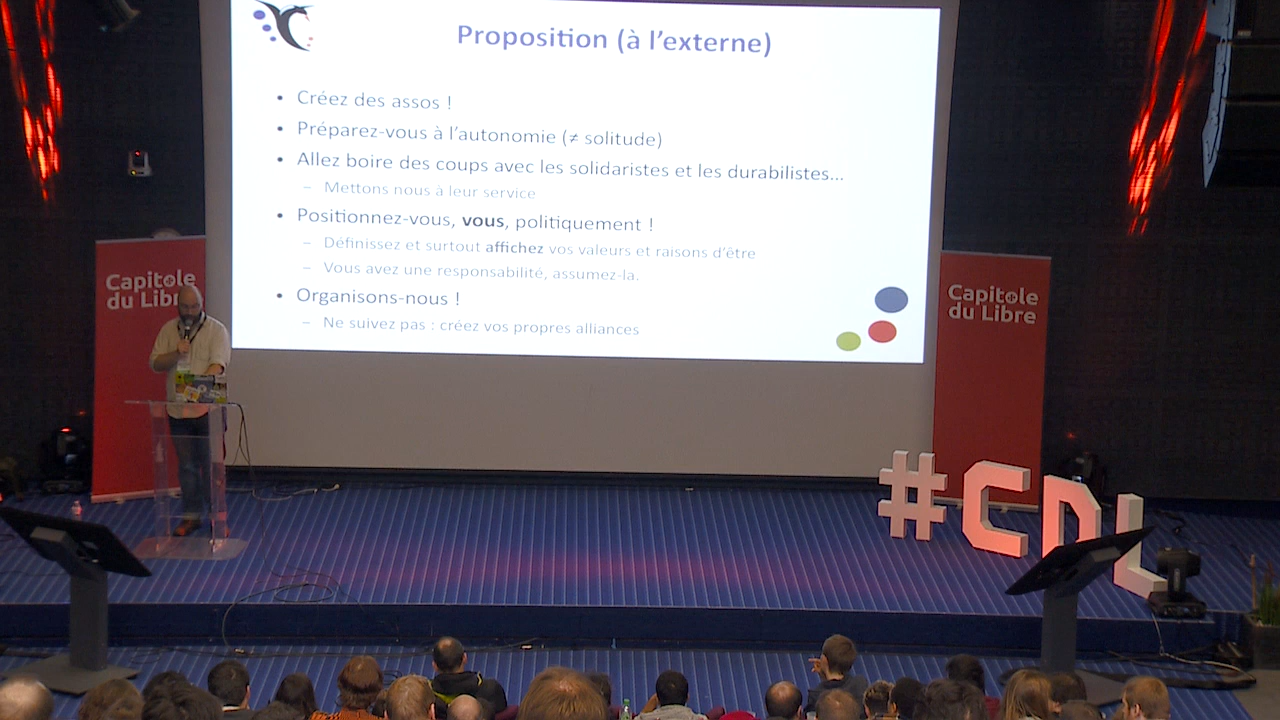 Proposition (à l'externe)
• Créez des assos !
• Préparez-vous à l'autonomie (≠ solitude)
• Allez boire des coups avec les solidaristes et les durabilistes...
– Mettons nous à leur service
• Positionnez-vous, vous, politiquement !
– Définissez et surtout affichez vos valeurs et raisons d'être
– Vous avez une responsabilité, assumez-la.
• Organisons-nous !
– Ne suivez pas : créez vos propres alliances
Capitole
du Libre
Capitole
du Libre
#CDL